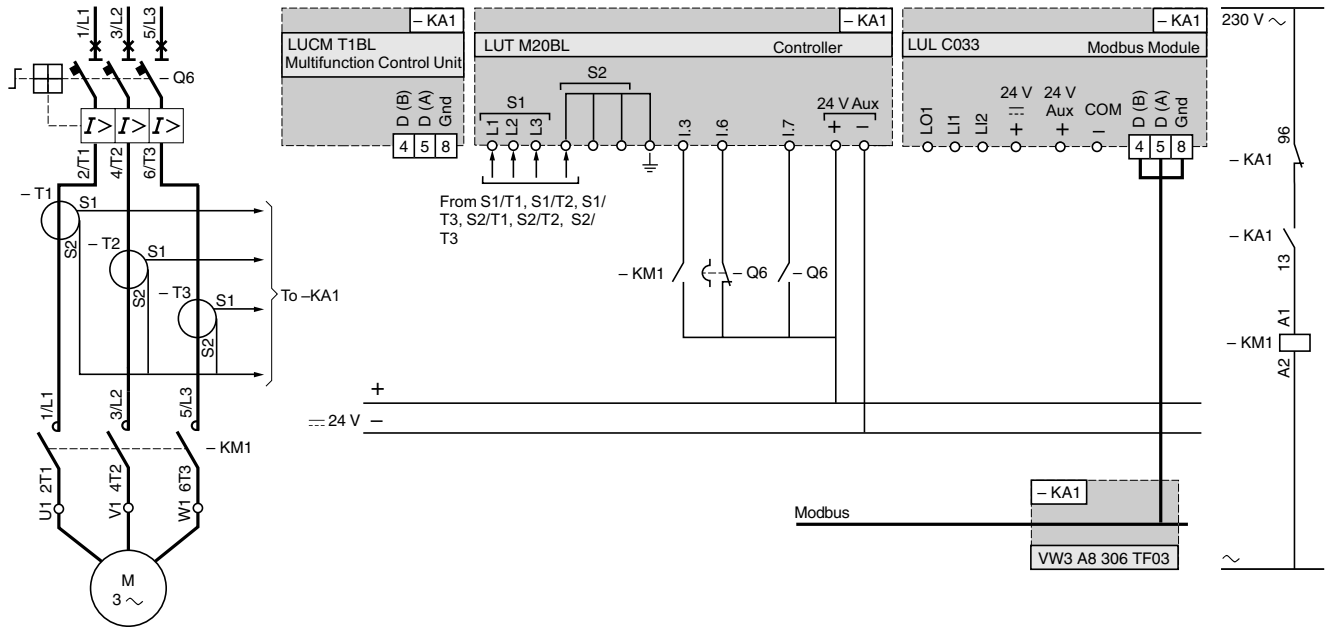 1/L1
3/L2
5/L3
– Q6
I >
I >
I >
2/T1
4/T2
6/T3
– T1
S1
S2
– T2
S1
S2
– T3
S1
S2
To –KA1
1/L1
3/L2
5/L3
– KM1
2T1
4T2
6T3
U1
V1
W1
M
3 ~
– KA1
LUCM T1BL
Multifunction Control Unit
D (B)
D (A)
Gnd
4
5
8
– KA1
LUT M20BL
Controller
S1
S2
L1
L2
L3
I.3
I.6
I.7
24 V Aux
+
–
From S1/T1, S1/T2, S1/
T3, S2/T1, S2/T2, S2/
T3
– KM1
– Q6
– Q6
+
24 V
–
– KA1
LUL C033
Modbus Module
LO1
LI1
LI2
24 V
+
24 V
Aux
+
COM
–
D (B)
D (A)
Gnd
4
5
8
Modbus
– KA1
VW3 A8 306 TF03
230 V ~
96
– KA1
– KA1
13
A1
– KM1
A2
~